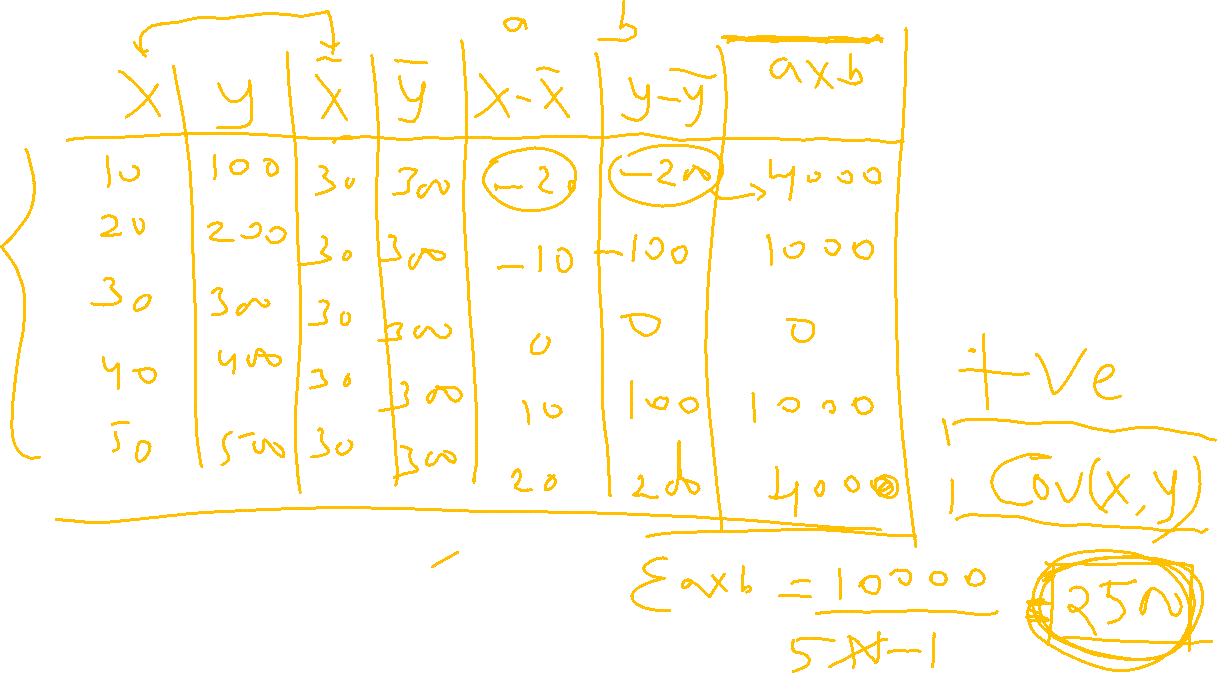 a b
x y x̄ ȳ x-x̄ y-ȳ axb
10 100 30 300 -20 -200 4000
20 200 30 300 -10 -100 1000
30 300 30 300 0 0 0
40 400 30 300 10 100 1000
50 500 30 300 20 200 4000
+ve
Cov(x,y)
Σaxb = 10000 2500
5 N-1